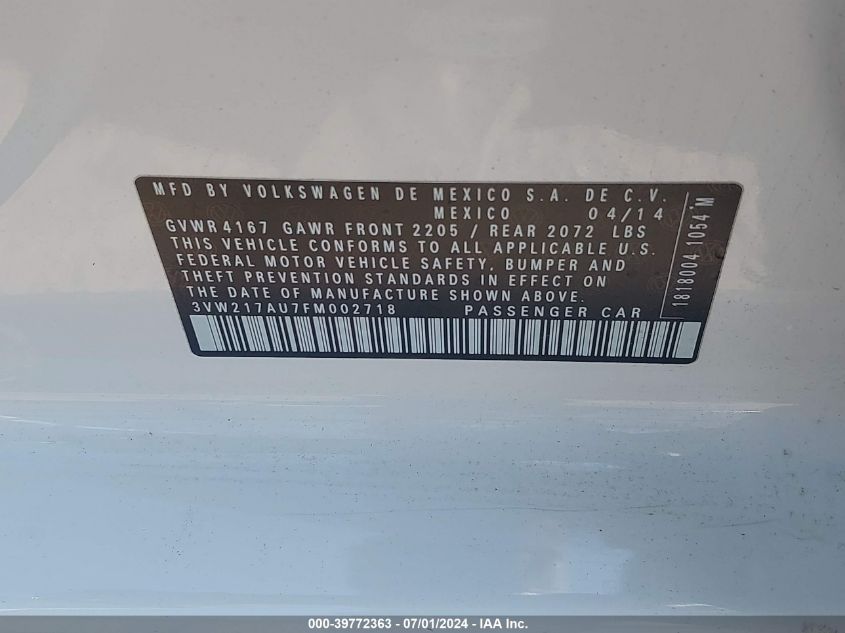 MFD BY VOLKSWAGEN DE MEXICO S.A. DE C.V.
MEXICO 04/14
GVWR 4167 GAWR FRONT 2205 / REAR 2072 LBS
THIS VEHICLE CONFORMS TO ALL APPLICABLE U.S.
FEDERAL MOTOR VEHICLE SAFETY, BUMPER AND
THEFT PREVENTION STANDARDS IN EFFECT ON
THE DATE OF MANUFACTURE SHOWN ABOVE.
3VW217AU7FM002718 PASSENGER CAR
1818004 1054*M
000-39772363 - 07/01/2024 - IAA Inc.